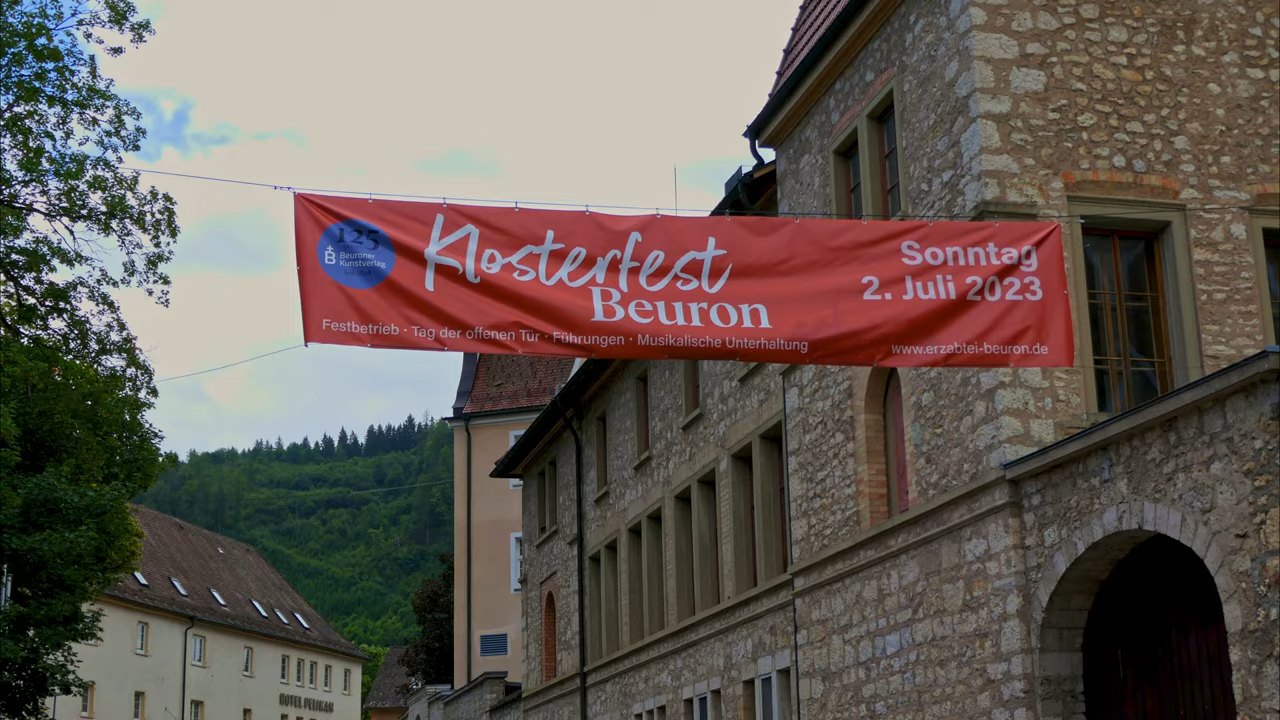 125
Beuroner
Kunstverlag
Klosterfest
Beuron
Festbetrieb · Tag der offenen Tür · Führungen · Musikalische Unterhaltung
Sonntag
2. Juli 2023
www.erzabtei-beuron.de
HOTEL PELIKAN